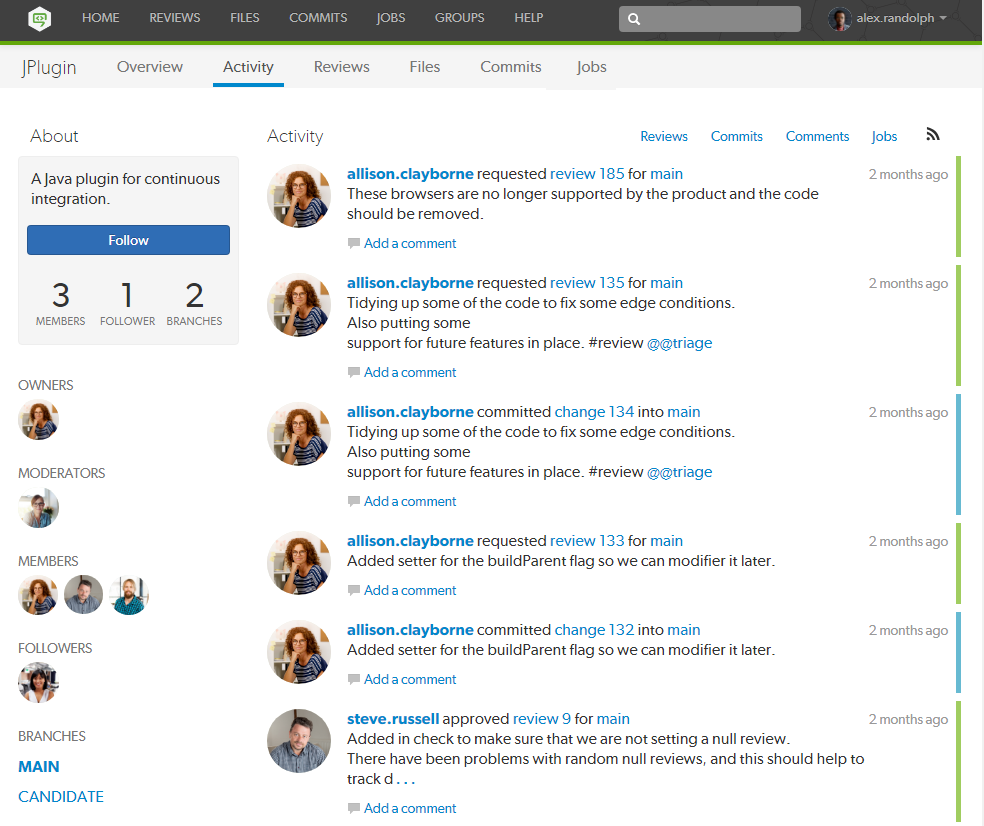 HOME REVIEWS FILES COMMITS JOBS GROUPS HELP alex.randolph
JPlugin Overview Activity Reviews Files Commits Jobs
About
A Java plugin for continuous
integration.
Follow
3 1 2
MEMBERS FOLLOWER BRANCHES
OWNERS
MODERATORS
MEMBERS
FOLLOWERS
BRANCHES
MAIN
CANDIDATE
Activity Reviews Commits Comments Jobs
allison.clayborne requested review 185 for main 2 months ago
These browsers are no longer supported by the product and the code
should be removed.
Add a comment
allison.clayborne requested review 135 for main 2 months ago
Tidying up some of the code to fix some edge conditions.
Also putting some
support for future features in place. #review @@triage
Add a comment
allison.clayborne committed change 134 into main 2 months ago
Tidying up some of the code to fix some edge conditions.
Also putting some
support for future features in place. #review @@triage
Add a comment
allison.clayborne requested review 133 for main 2 months ago
Added setter for the buildParent flag so we can modifier it later.
Add a comment
allison.clayborne committed change 132 into main 2 months ago
Added setter for the buildParent flag so we can modifier it later.
Add a comment
steve.russell approved review 9 for main 2 months ago
Added in check to make sure that we are not setting a null review.
There have been problems with random null reviews, and this should help to
track d . . .
Add a comment